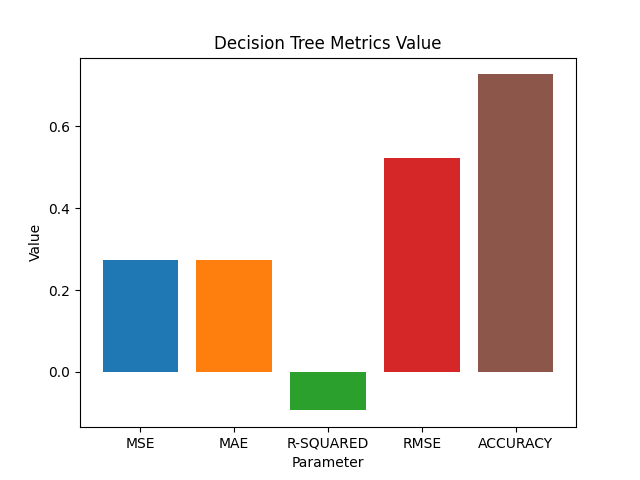 Decision Tree Metrics Value
Value
0.6
0.4
0.2
0.0
MSE MAE R-SQUARED RMSE ACCURACY
Parameter